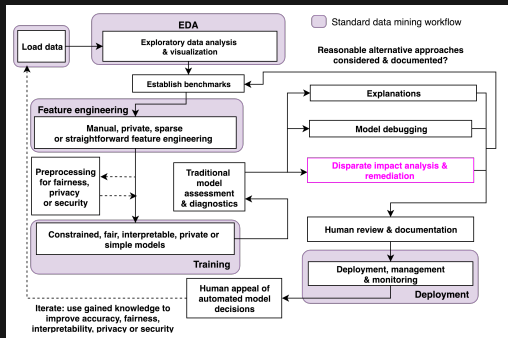 EDA
Standard data mining workflow
Load data
Exploratory data analysis
& visualization
Reasonable alternative approaches
considered & documented?
Establish benchmarks
Explanations
Feature engineering
Manual, private, sparse
or straightforward feature engineering
Model debugging
Preprocessing
for fairness,
privacy
or security
Traditional
model
assessment
& diagnostics
Disparate impact analysis &
remediation
Constrained, fair, interpretable, private or
simple models
Training
Human review & documentation
Deployment, management
& monitoring
Deployment
Human appeal of
automated model
decisions
Iterate: use gained knowledge to
improve accuracy, fairness,
interpretability, privacy or security